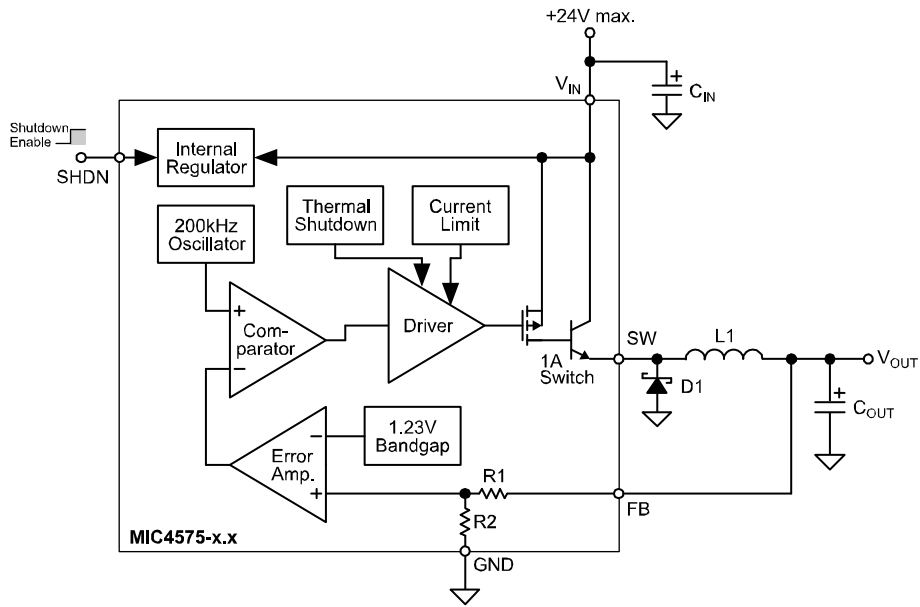 +24V max.
VIN
CIN
Shutdown
Enable
SHDN
Internal
Regulator
200kHz
Oscillator
Thermal
Shutdown
Current
Limit
+
Com-
parator
−
Driver
1A
Switch
SW
L1
VOUT
D1
+
COUT
+
Error
Amp.
−
+
1.23V
Bandgap
R1
R2
FB
GND
MIC4575-x.x